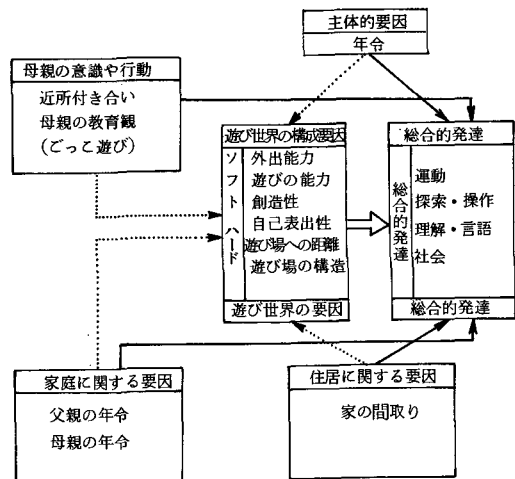 主体的要因
年令
母親の意識や行動
近所付き合い
母親の教育観
(ごっこ遊び)
遊び世界の構成要因
ソフト
ハード
外出能力
遊びの能力
創造性
自己表出性
遊び場への距離
遊び場の構造
遊び世界の要因
総合的発達
総合的発達
運動
探索・操作
理解・言語
社会
総合的発達
家庭に関する要因
父親の年令
母親の年令
住居に関する要因
家の間取り